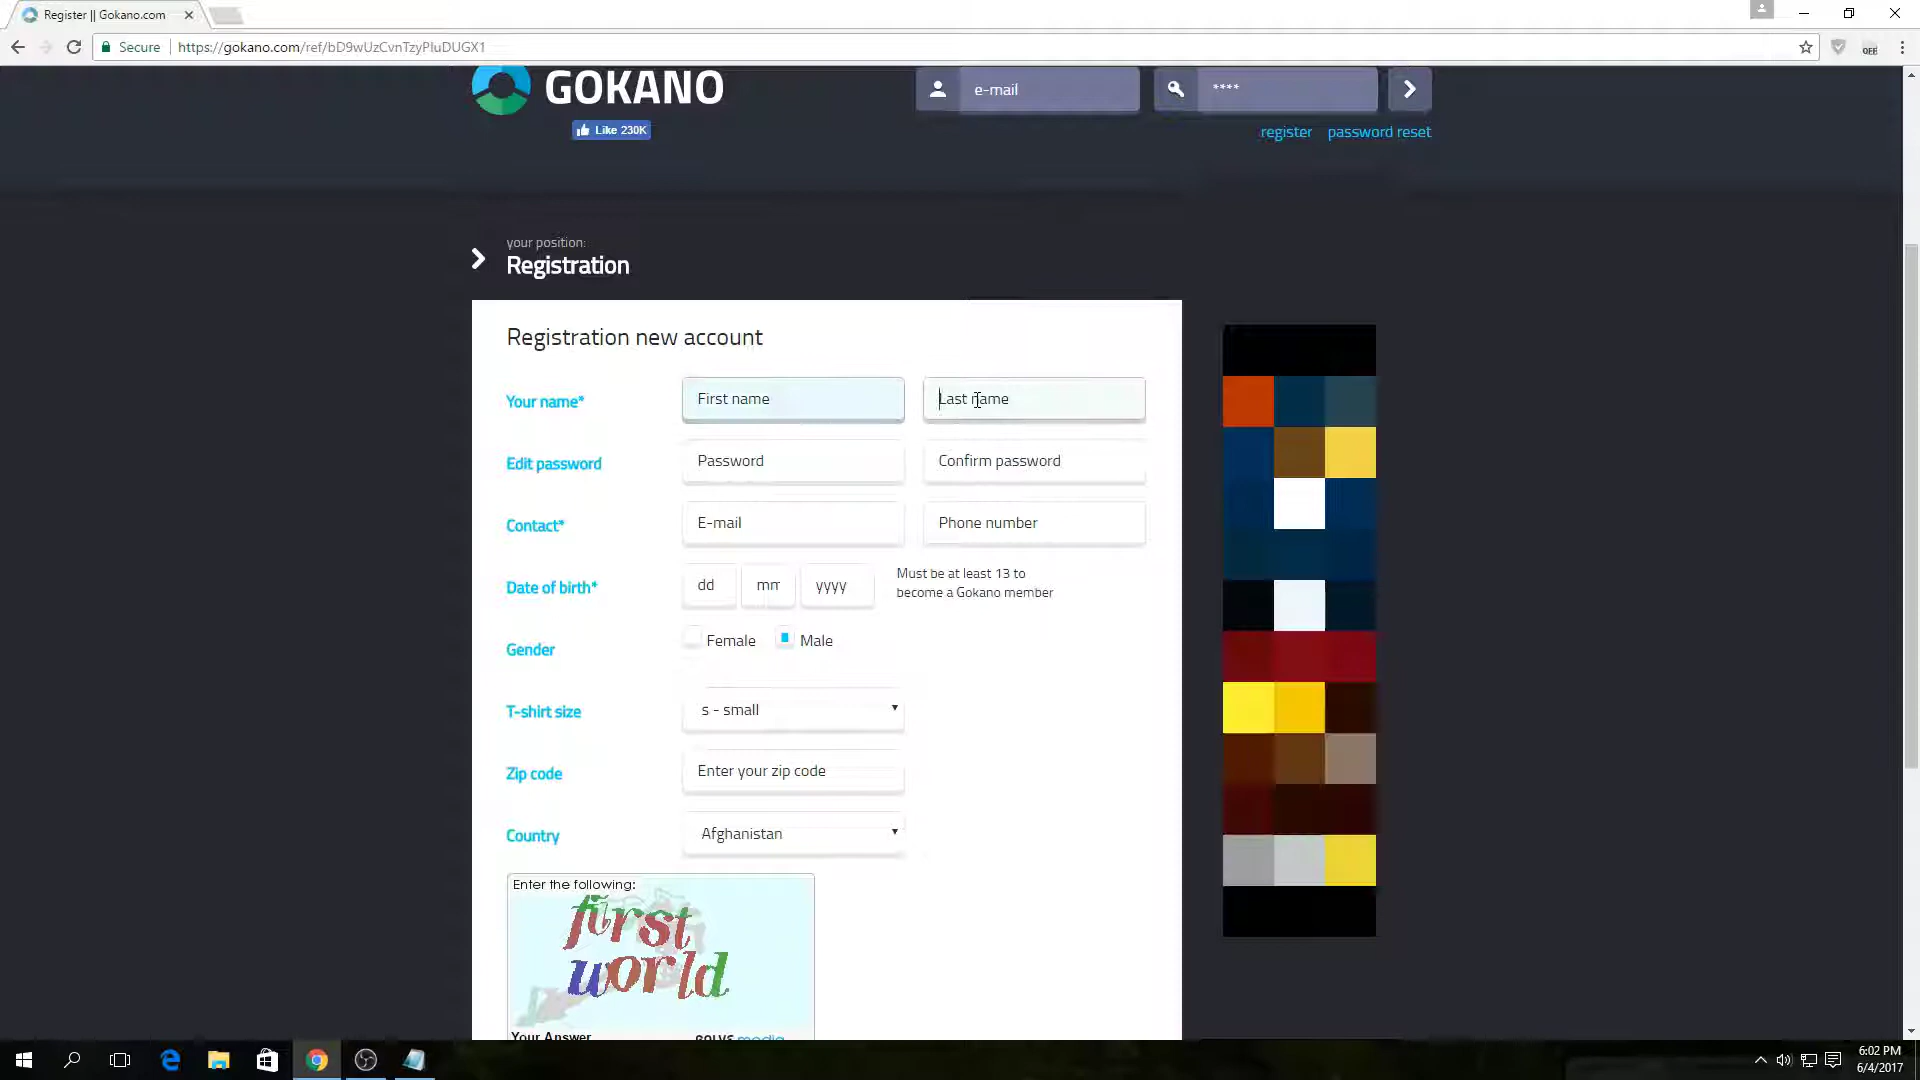 Register || Gokano.com
Secure
https://gokano.com/ref/bD9wUzCvnTzyPIuDUGX1
OFF
GOKANO
e-mail
****
Like 230K
register
password reset
your position:
Registration
Registration new account
Your name*
First name
Last name
Edit password
Password
Confirm password
Contact*
E-mail
Phone number
Date of birth*
dd
mm
yyyy
Must be at least 13 to
become a Gokano member
Gender
Female
Male
T-shirt size
s - small
Zip code
Enter your zip code
Country
Afghanistan
Enter the following:
first
world
Your Answer
solve media
6:02 PM
6/4/2017